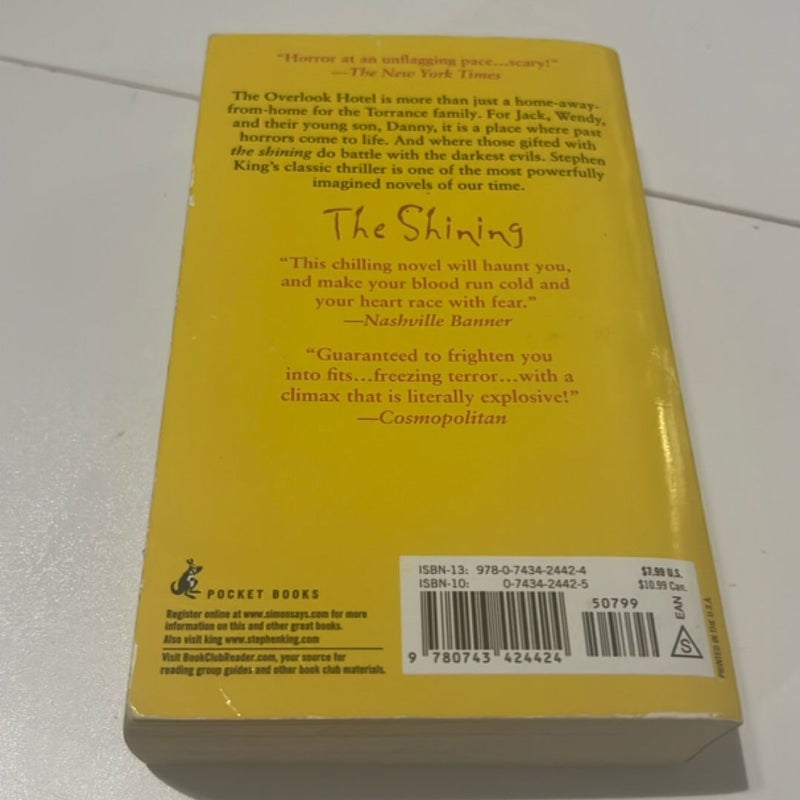 “Horror at an unflagging pace...scary!”
—The New York Times
The Overlook Hotel is more than just a home-away-
from-home for the Torrance family. For Jack, Wendy,
and their young son, Danny, it is a place where past
horrors come to life. And where those gifted with
the shining do battle with the darkest evils. Stephen
King’s classic thriller is one of the most powerfully
imagined novels of our time.
The Shining
“This chilling novel will haunt you,
and make your blood run cold and
your heart race with fear.”
—Nashville Banner
“Guaranteed to frighten you
into fits...freezing terror...with a
climax that is literally explosive!”
—Cosmopolitan
POCKET BOOKS
Register online at www.simonsays.com for more
information on this and other great books.
Also visit king www.stephenking.com
Visit BookClubReader.com, your source for
reading group guides and other book club materials.
ISBN-13: 978-0-7434-2442-4
ISBN-10: 0-7434-2442-5
$7.99 U.S.
$10.99 Can.
50799
9 780743 424424
EAN
S
PRINTED IN THE U.S.A.